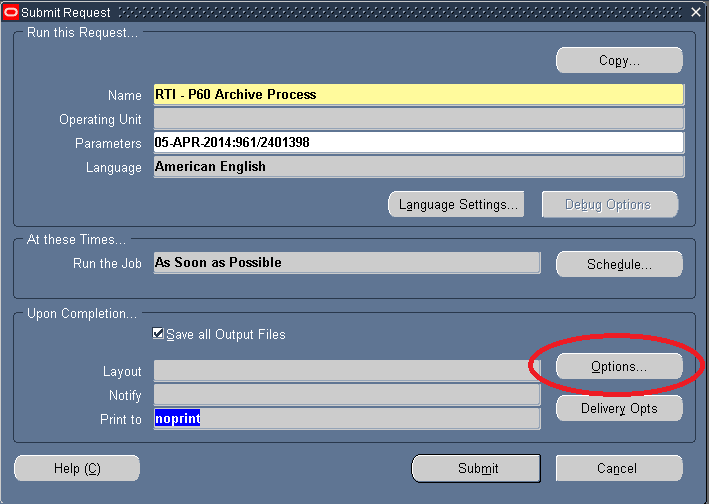 Submit Request
Run this Request...
Copy...
Name RTI - P60 Archive Process
Operating Unit
Parameters 05-APR-2014:961/2401398
Language American English
Language Settings... Debug Options
At these Times...
Run the Job As Soon as Possible Schedule...
Upon Completion...
Save all Output Files
Layout Options...
Notify
Print to noprint Delivery Opts
Help (C) Submit Cancel